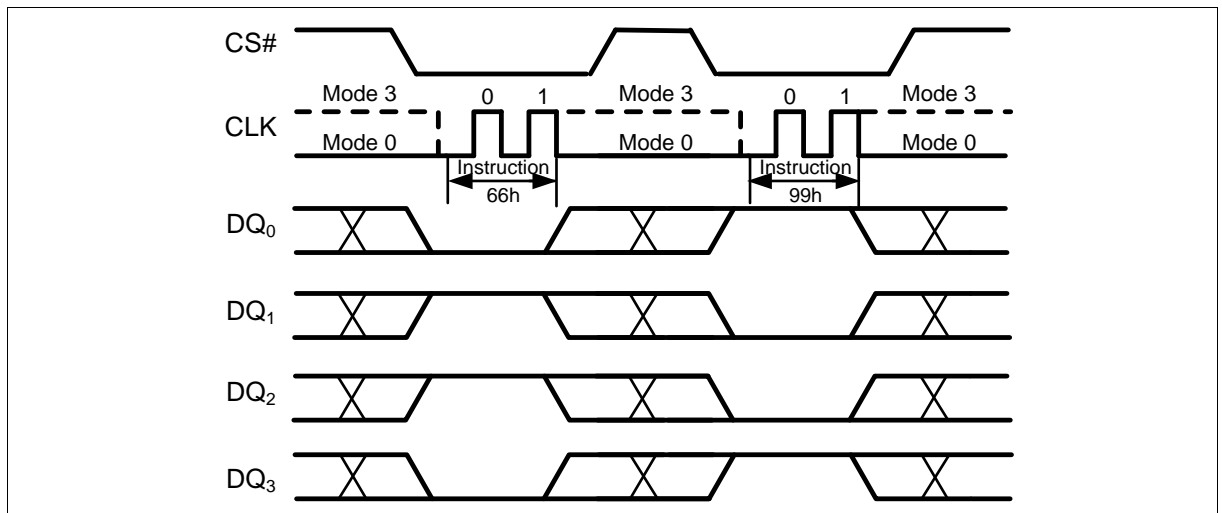 CS#
Mode 3 0 1 Mode 3 0 1 Mode 3
CLK
Mode 0 Mode 0 Mode 0
Instruction Instruction
66h 99h
DQ0
DQ1
DQ2
DQ3